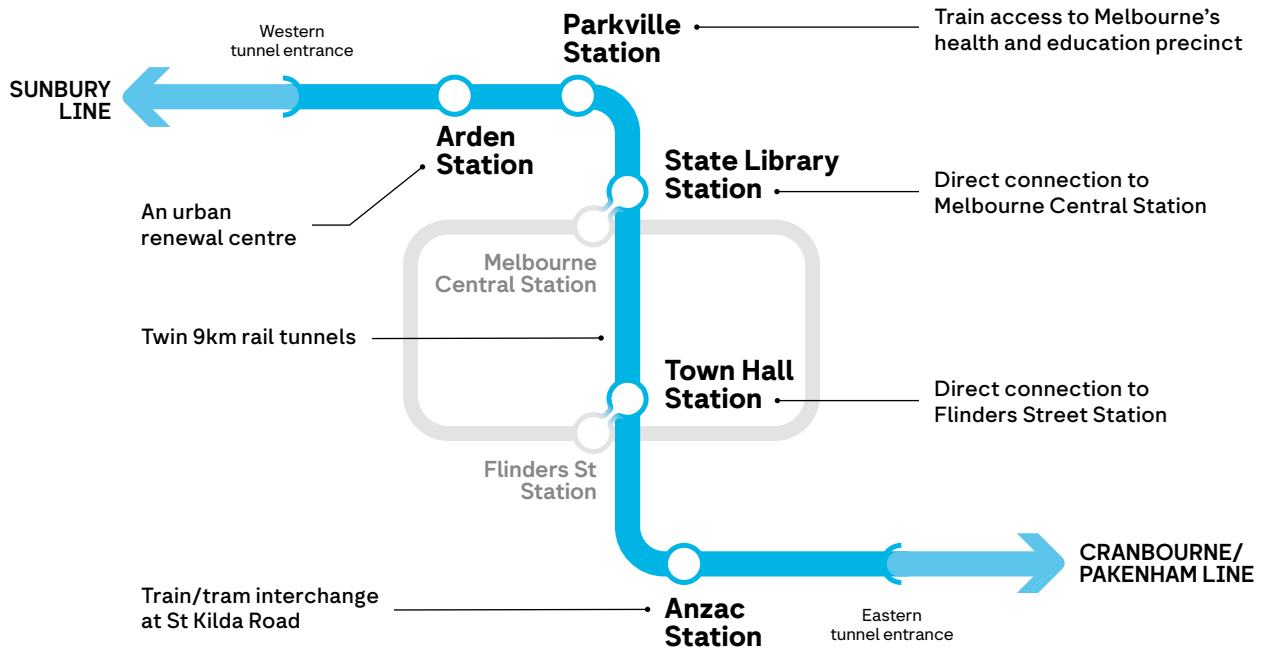 Western
tunnel entrance
Parkville
Station
Train access to Melbourne’s
health and education precinct
SUNBURY
LINE
Arden
Station
State Library
Station
Direct connection to
Melbourne Central Station
An urban
renewal centre
Melbourne
Central Station
Twin 9km rail tunnels
Town Hall
Station
Direct connection to
Flinders Street Station
Flinders St
Station
CRANBOURNE/
PAKENHAM LINE
Train/tram interchange
at St Kilda Road
Anzac
Station
Eastern
tunnel entrance